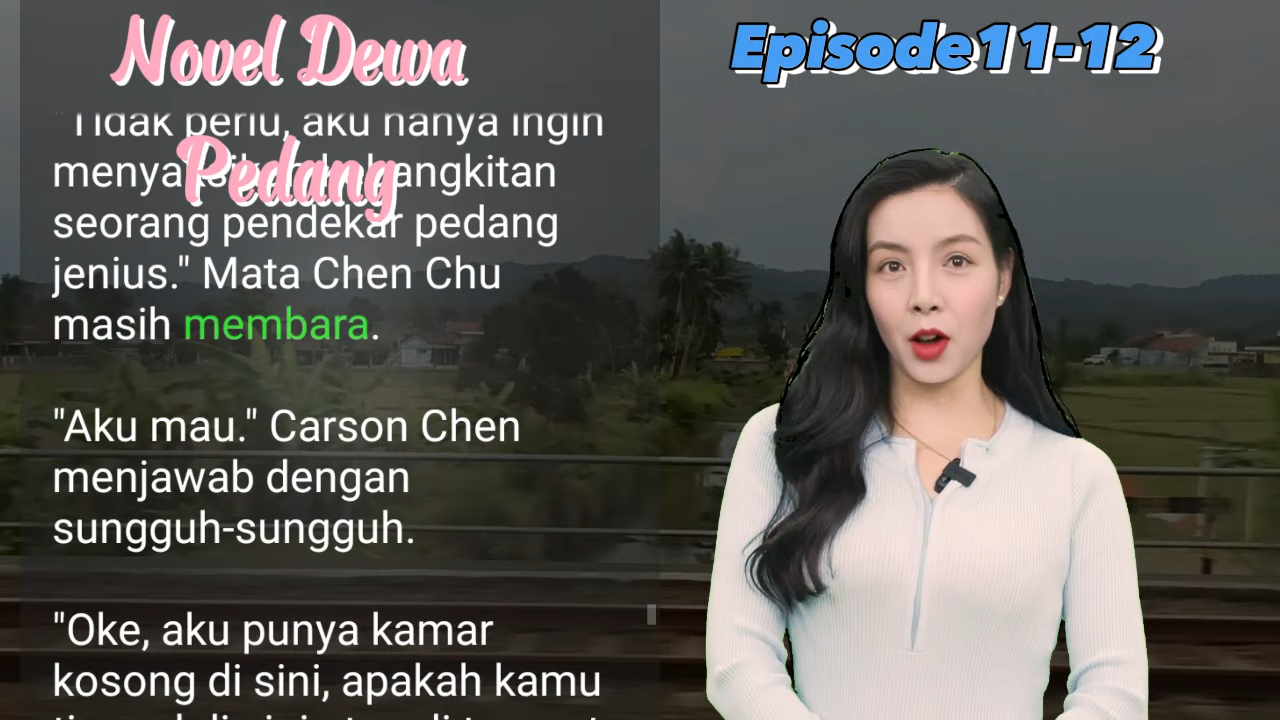 Novel Dewa
Pedang
Episode11-12
"Tidak perlu, aku hanya ingin
seorang pendekar pedang
jenius." Mata Chen Chu
masih membara.
"Aku mau." Carson Chen
menjawab dengan
sungguh-sungguh.
"Oke, aku punya kamar
kosong di sini, apakah kamu